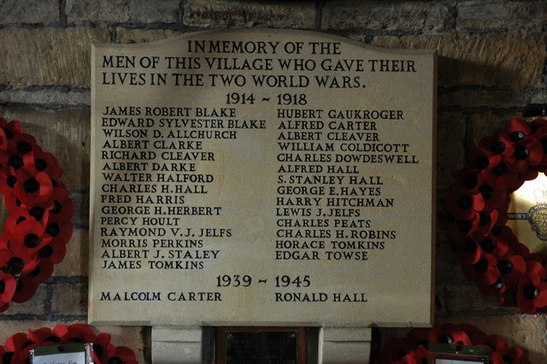 IN MEMORY OF THE
MEN OF THIS VILLAGE WHO GAVE THEIR
LIVES IN THE TWO WORLD WARS.
1914 ~ 1918
JAMES ROBERT BLAKE
EDWARD SYLVESTER BLAKE
WILSON D. ALLCHURCH
ALBERT CLARKE
RICHARD CLEAVER
ALBERT DARKE
WALTER HALFORD
CHARLES H. HALL
FRED HARRIS
GEORGE H. HERBERT
PERCY HOULT
RAYMOND V.J. JELFS
MORRIS PERKINS
ALBERT J. STALEY
JAMES TOMKINS
HUBERT GAUKROGER
ALFRED CARTER
ALBERT CLEAVER
WILLIAM COLDICOTT
CHARLES DOWDESWELL
ALFRED HALL
S. STANLEY HALL
GEORGE E. HAYES
HARRY HITCHMAN
LEWIS J. JELFS
CHARLES PEATS
CHARLES H. ROBINS
HORACE TOMKINS
EDGAR TOWSE
1939 ~ 1945
MALCOLM CARTER
RONALD HALL